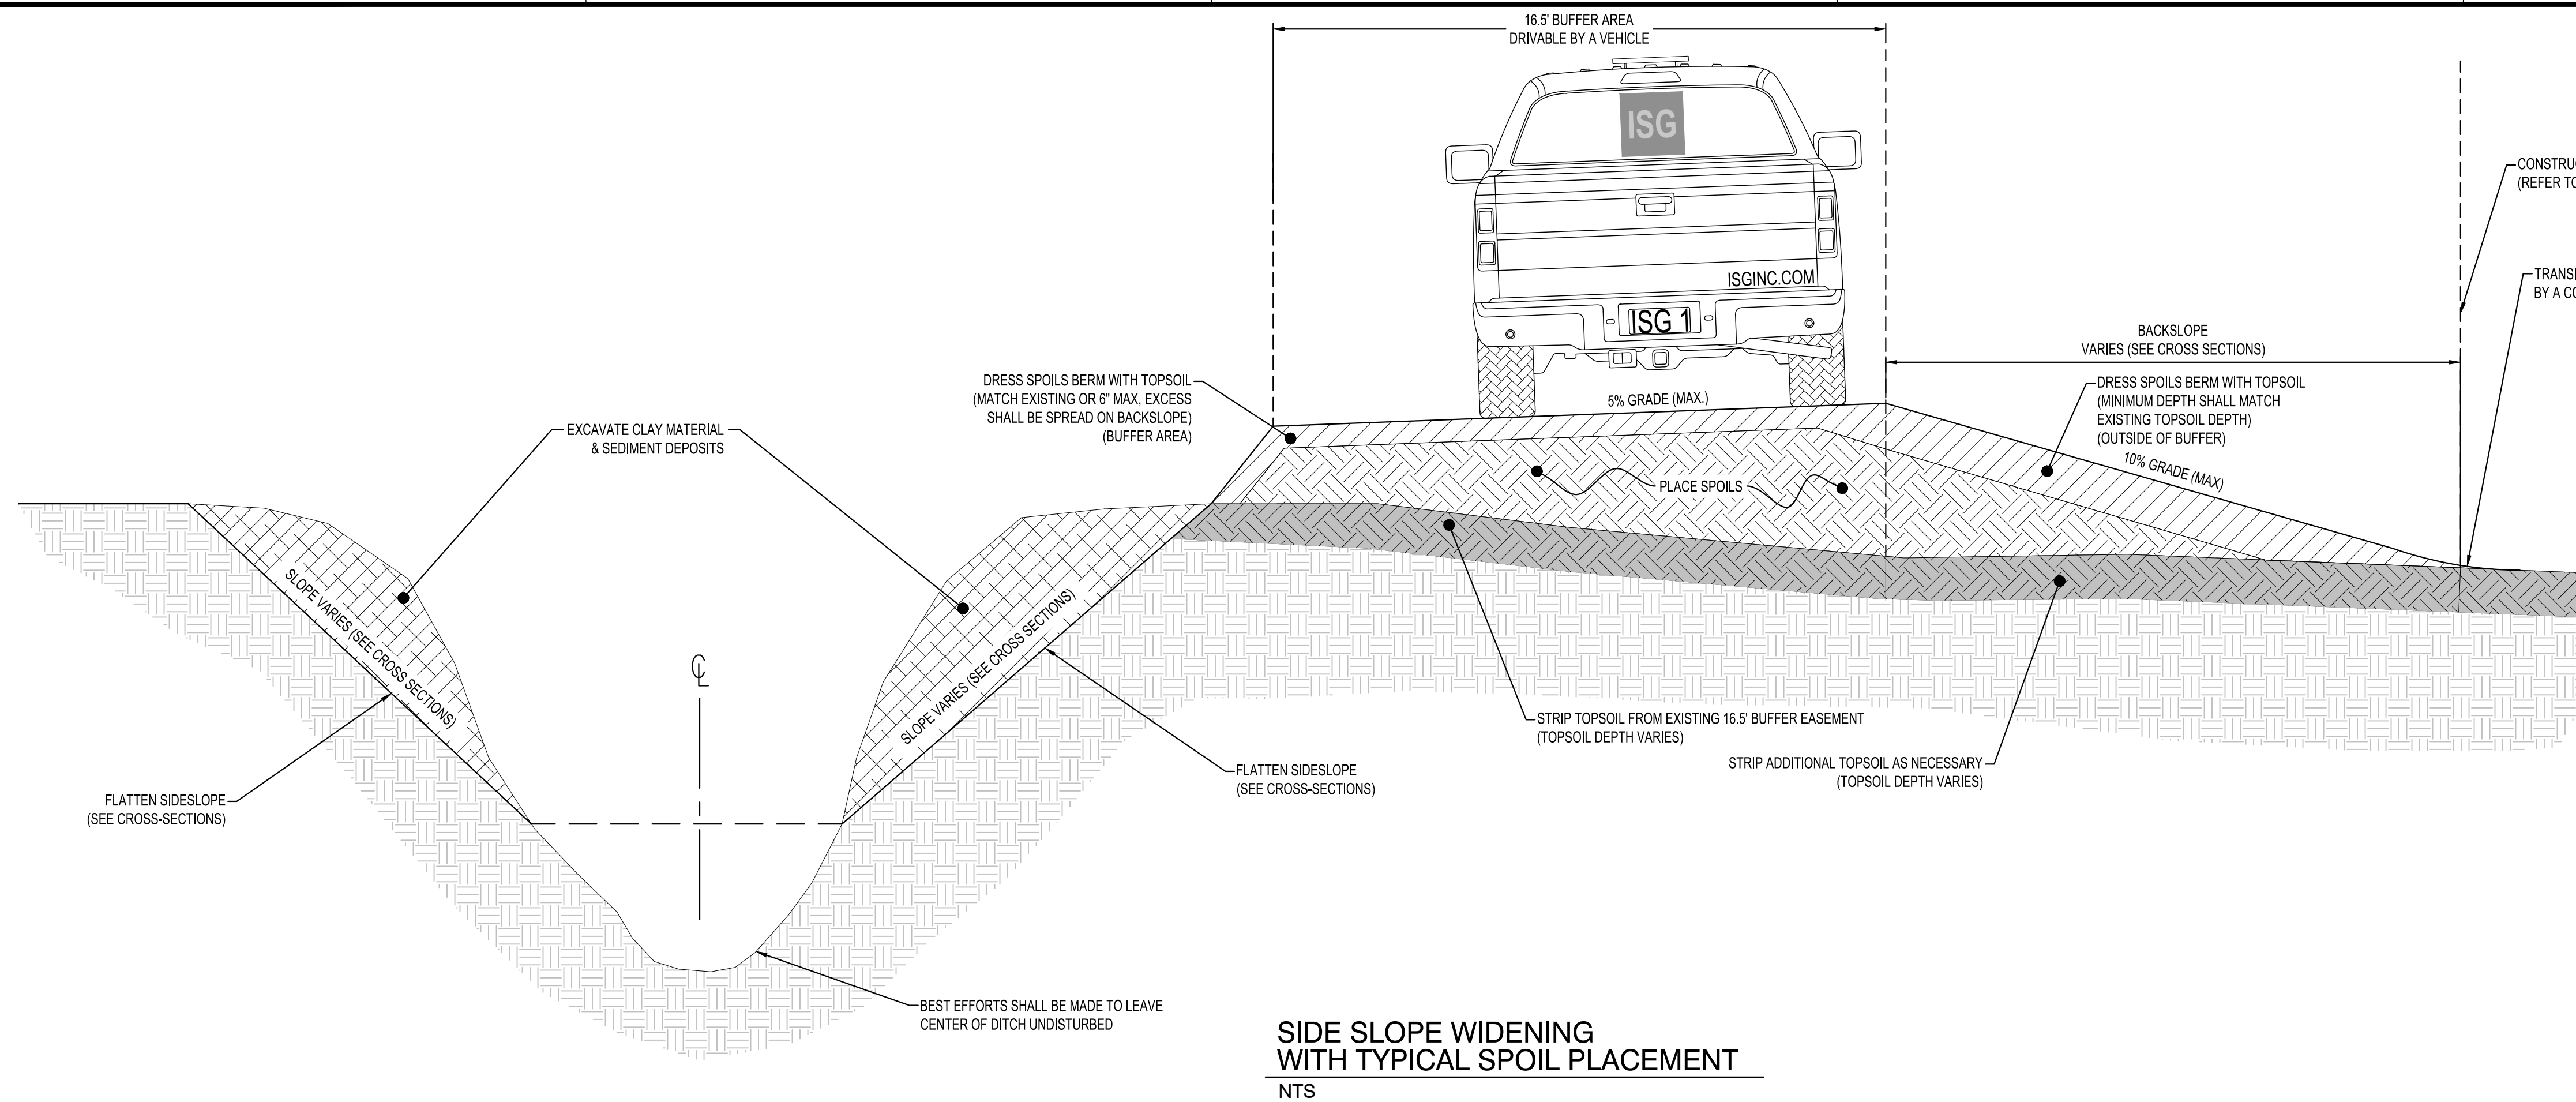 16.5' BUFFER AREA
DRIVABLE BY A VEHICLE
ISG
ISGINC.COM
ISG 1
CONSTRU
(REFER TO
TRANS
BY A CO
BACKSLOPE
VARIES (SEE CROSS SECTIONS)
DRESS SPOILS BERM WITH TOPSOIL
(MATCH EXISTING OR 6" MAX, EXCESS
SHALL BE SPREAD ON BACKSLOPE)
(BUFFER AREA)
5% GRADE (MAX.)
DRESS SPOILS BERM WITH TOPSOIL
(MINIMUM DEPTH SHALL MATCH
EXISTING TOPSOIL DEPTH)
(OUTSIDE OF BUFFER)
10% GRADE (MAX)
EXCAVATE CLAY MATERIAL
& SEDIMENT DEPOSITS
PLACE SPOILS
SLOPE VARIES (SEE CROSS SECTIONS)
SLOPE VARIES (SEE CROSS SECTIONS)
CL
STRIP TOPSOIL FROM EXISTING 16.5' BUFFER EASEMENT
(TOPSOIL DEPTH VARIES)
STRIP ADDITIONAL TOPSOIL AS NECESSARY
(TOPSOIL DEPTH VARIES)
FLATTEN SIDESLOPE
(SEE CROSS-SECTIONS)
FLATTEN SIDESLOPE
(SEE CROSS-SECTIONS)
BEST EFFORTS SHALL BE MADE TO LEAVE
CENTER OF DITCH UNDISTURBED
SIDE SLOPE WIDENING
WITH TYPICAL SPOIL PLACEMENT
NTS